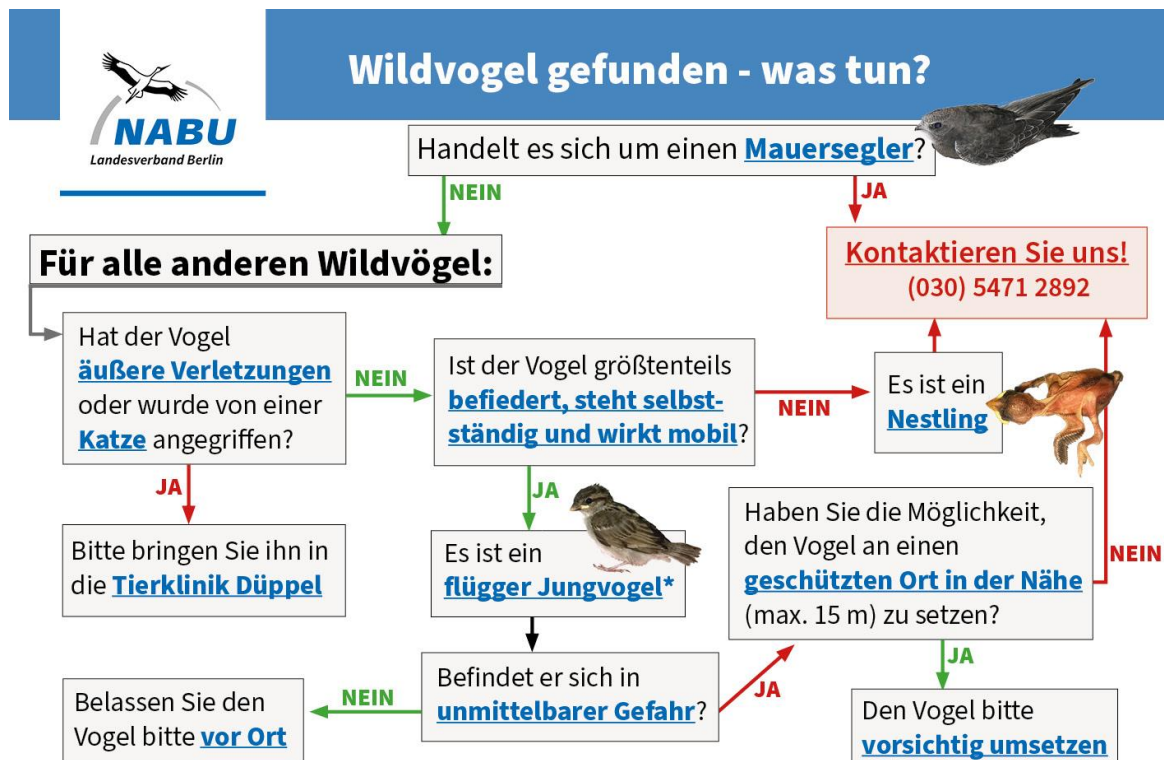 NABU
Landesverband Berlin
Wildvogel gefunden - was tun?
Handelt es sich um einen Mauersegler?
NEIN
JA
Für alle anderen Wildvögel:
Kontaktieren Sie uns!
(030) 5471 2892
Hat der Vogel
äußere Verletzungen
oder wurde von einer
Katze angegriffen?
NEIN
Ist der Vogel größtenteils
befiedert, steht selbst-
ständig und wirkt mobil?
NEIN
Es ist ein
Nestling
JA
JA
Bitte bringen Sie ihn in
die Tierklinik Düppel
Es ist ein
flügger Jungvogel*
Haben Sie die Möglichkeit,
den Vogel an einen
geschützten Ort in der Nähe
(max. 15 m) zu setzen?
NEIN
JA
Befindet er sich in
unmittelbarer Gefahr?
JA
NEIN
Belassen Sie den
Vogel bitte vor Ort
Den Vogel bitte
vorsichtig umsetzen